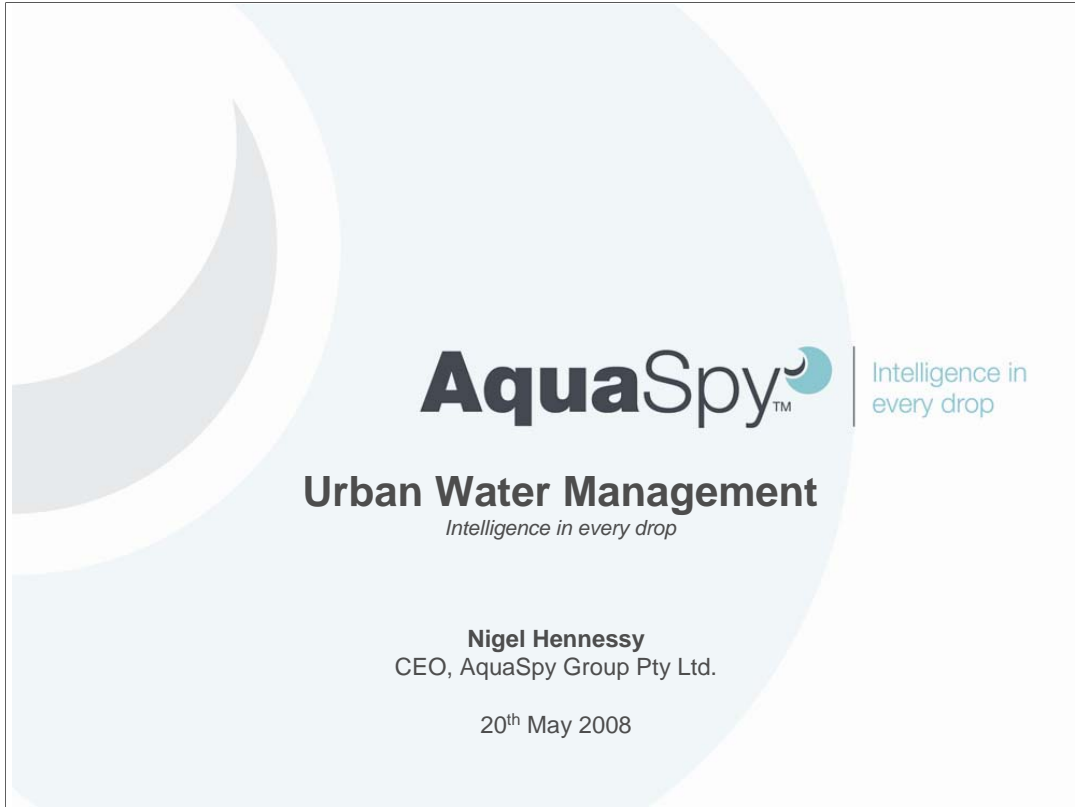 AquaSpy™
Intelligence in
every drop
Urban Water Management
Intelligence in every drop
Nigel Hennessy
CEO, AquaSpy Group Pty Ltd.
20th May 2008